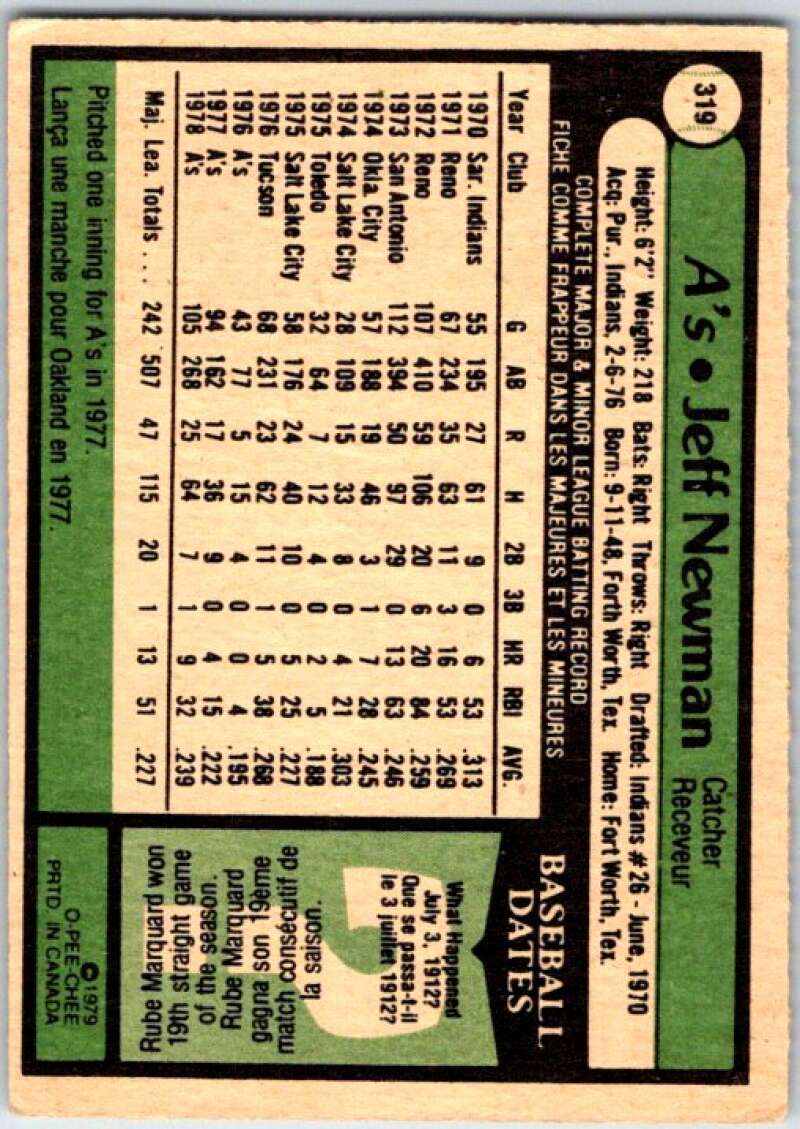 319
A's • Jeff Newman
Catcher
Receveur
Height: 6'2" Weight: 218 Bats: Right Throws: Right Drafted: Indians #26 - June, 1970
Acq: Pur., Indians, 2-6-76 Born: 9-11-48, Forth Worth, Tex. Home: Fort Worth, Tex.
COMPLETE MAJOR & MINOR LEAGUE BATTING RECORD
FICHE COMME FRAPPEUR DANS LES MAJEURES ET LES MINEURES
Year Club G AB R H 2B 3B HR RBI AVG.
1970 Sar. Indians 55 195 27 61 9 0 6 53 .313
1971 Reno 67 234 35 63 11 3 16 53 .269
1972 Reno 107 410 59 106 20 6 20 84 .259
1973 San Antonio 112 394 50 97 29 0 13 63 .246
1974 Okla. City 57 188 19 46 3 1 7 28 .245
1974 Salt Lake City 28 109 15 33 8 0 4 21 .303
1975 Toledo 32 64 7 12 4 0 2 5 .188
1975 Salt Lake City 58 176 24 40 10 0 5 25 .227
1976 Tucson 68 231 23 62 11 1 5 38 .268
1976 A's 43 77 5 15 4 0 0 4 .195
1977 A's 94 162 17 36 9 0 4 15 .222
1978 A's 105 268 25 64 7 1 9 32 .239
Maj. Lea. Totals . . . 242 507 47 115 20 1 13 51 .227
Pitched one inning for A's in 1977.
Lança une manche pour Oakland en 1977.
BASEBALL
DATES
What Happened
July 3, 1912?
Que se passa-t-il
le 3 juillet 1912?
Rube Marquard won
19th straight game
of the season.
Rube Marquard
gagna son 19ème
match consécutif de
la saison.
© 1979
O-PEE-CHEE
PRTD. IN CANADA